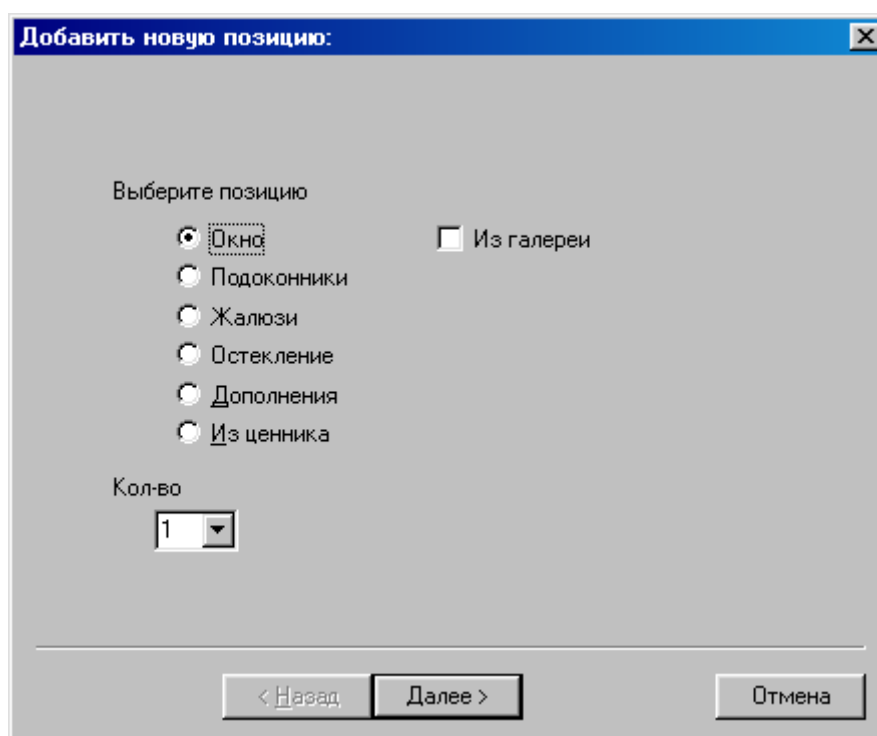 Добавить новую позицию:
Выберите позицию
Окно
Из галереи
Подоконники
Жалюзи
Остекление
Дополнения
Из ценника
Кол-во
1
< Назад
Далее >
Отмена